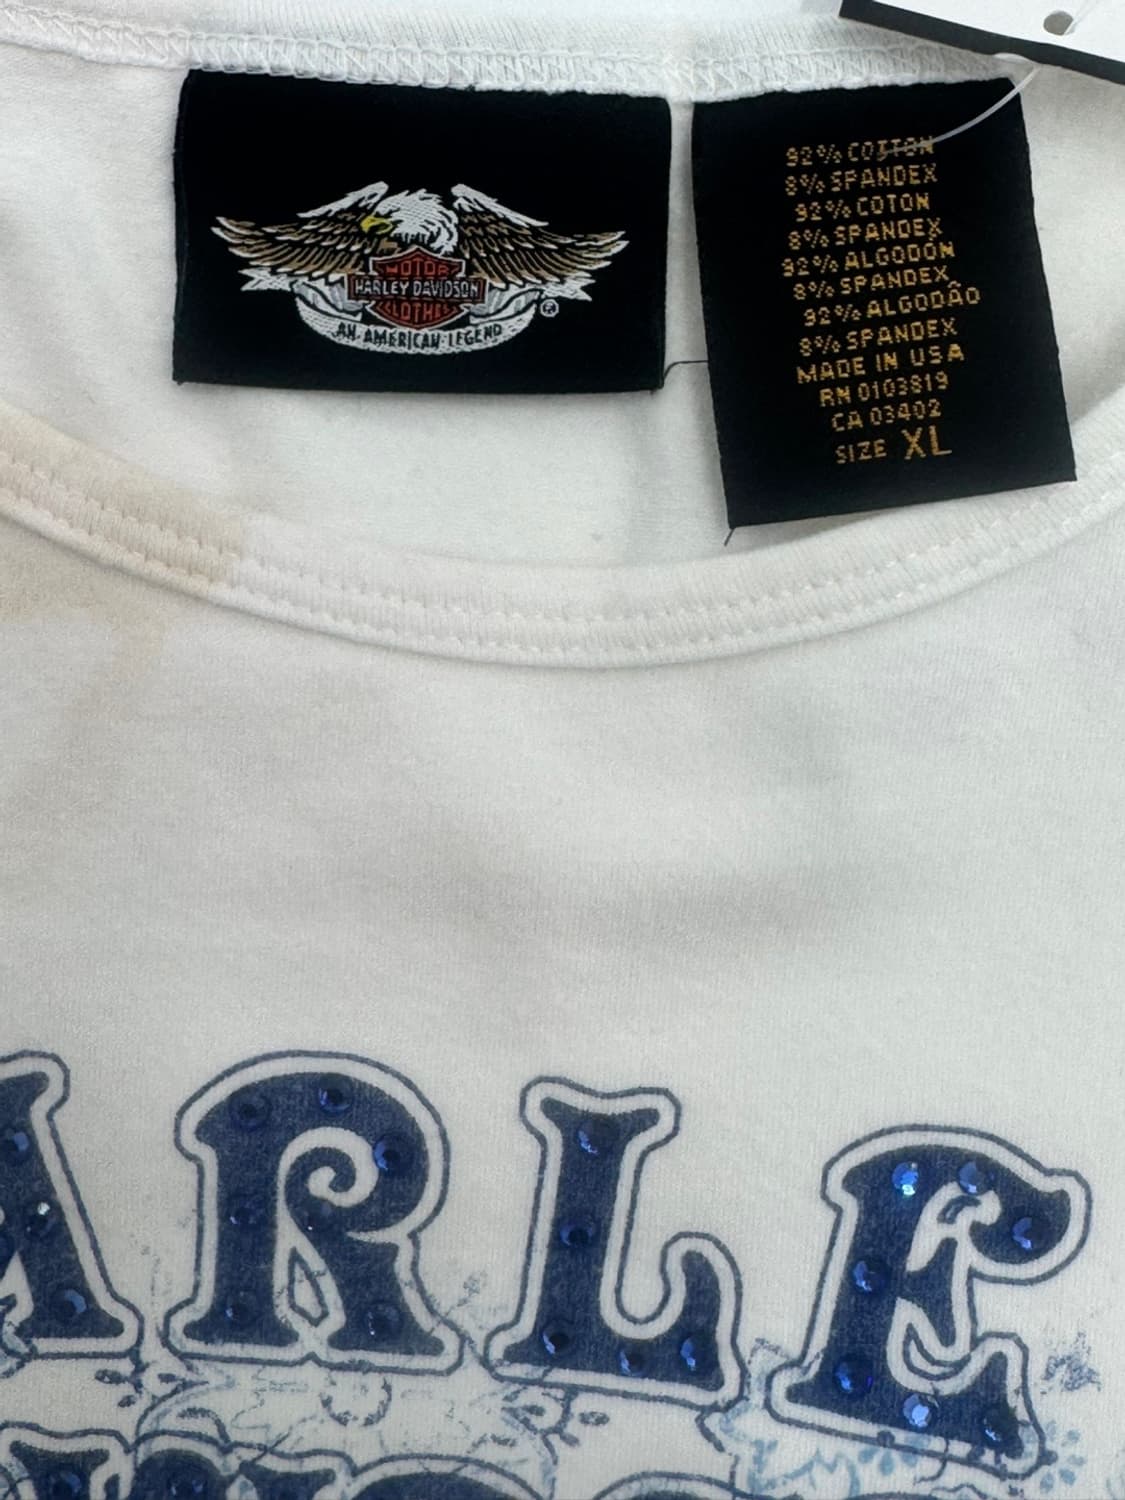 MOTOR
HARLEY-DAVIDSON
CLOTHES
AN AMERICAN LEGEND
®
92% COTTON
8% SPANDEX
92% COTON
8% SPANDEX
92% ALGODÓN
8% SPANDEX
92% ALGODÃO
8% SPANDEX
MADE IN USA
RN 0103819
CA 03402
SIZE XL
ARLE